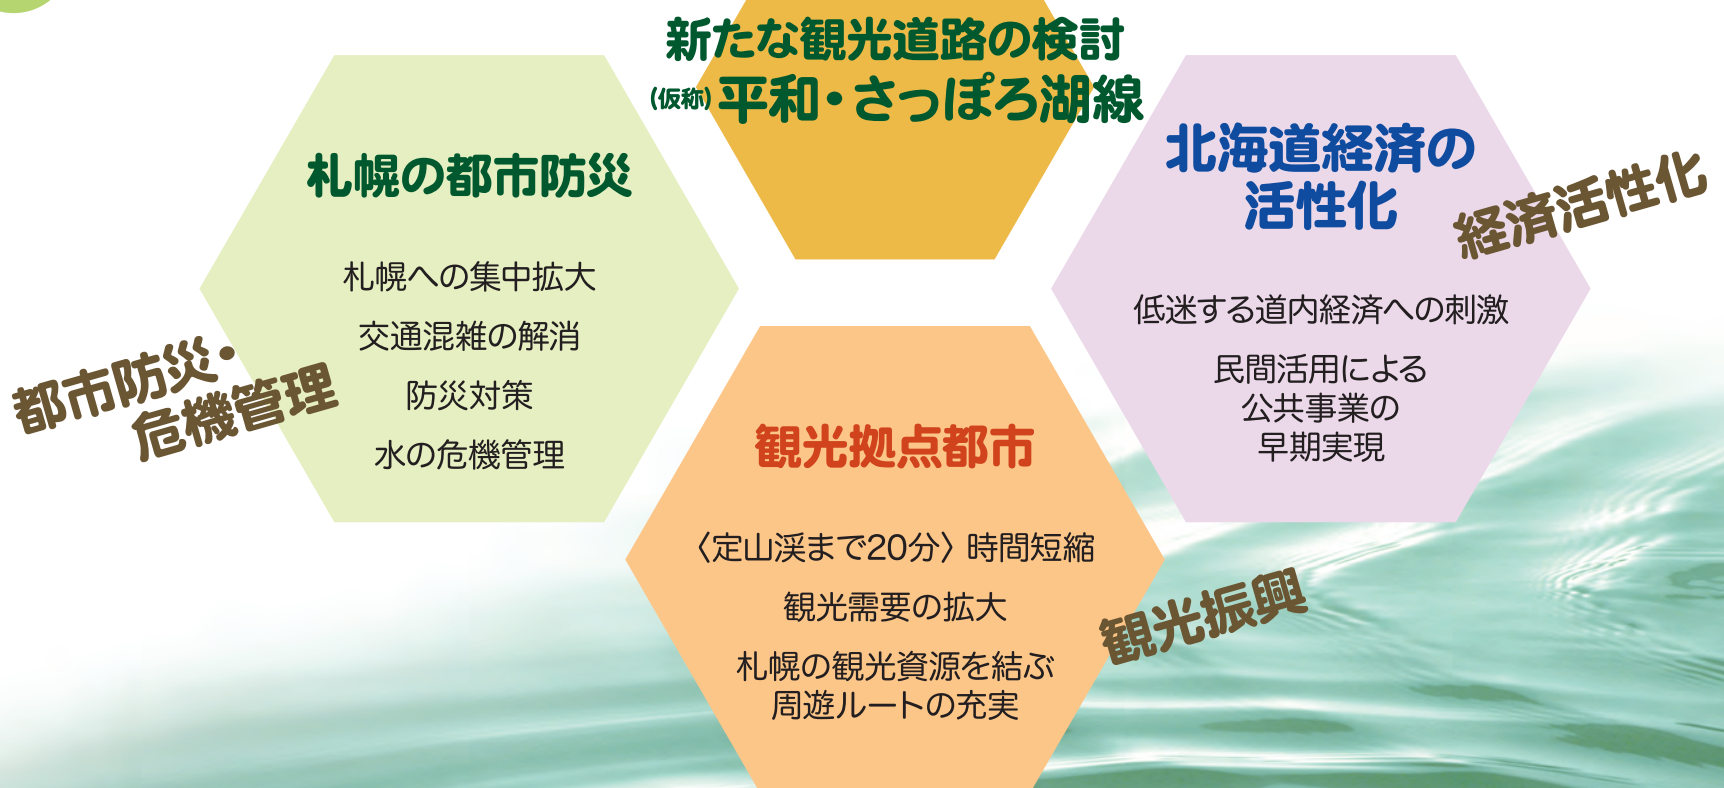 新たな観光道路の検討
(仮称)平和・さっぽろ湖線
札幌の都市防災
札幌への集中拡大
交通混雑の解消
防災対策
水の危機管理
都市防災・
危機管理
北海道経済の
活性化
低迷する道内経済への刺激
民間活用による
公共事業の
早期実現
経済活性化
観光拠点都市
〈定山渓まで20分〉時間短縮
観光需要の拡大
札幌の観光資源を結ぶ
周遊ルートの充実
観光振興